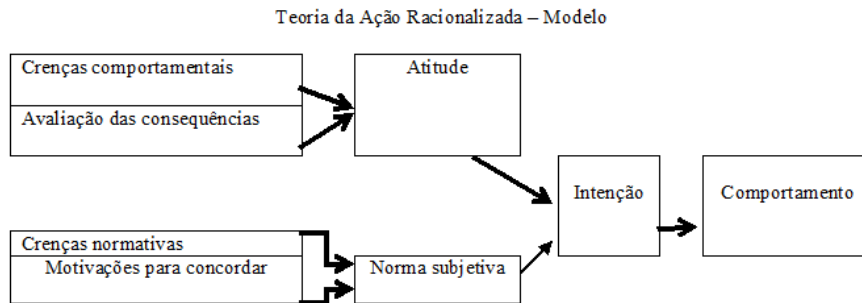 Teoria da Ação Racionalizada – Modelo
Crenças comportamentais
Avaliação das consequências
Atitude
Crenças normativas
Motivações para concordar
Norma subjetiva
Intenção
Comportamento